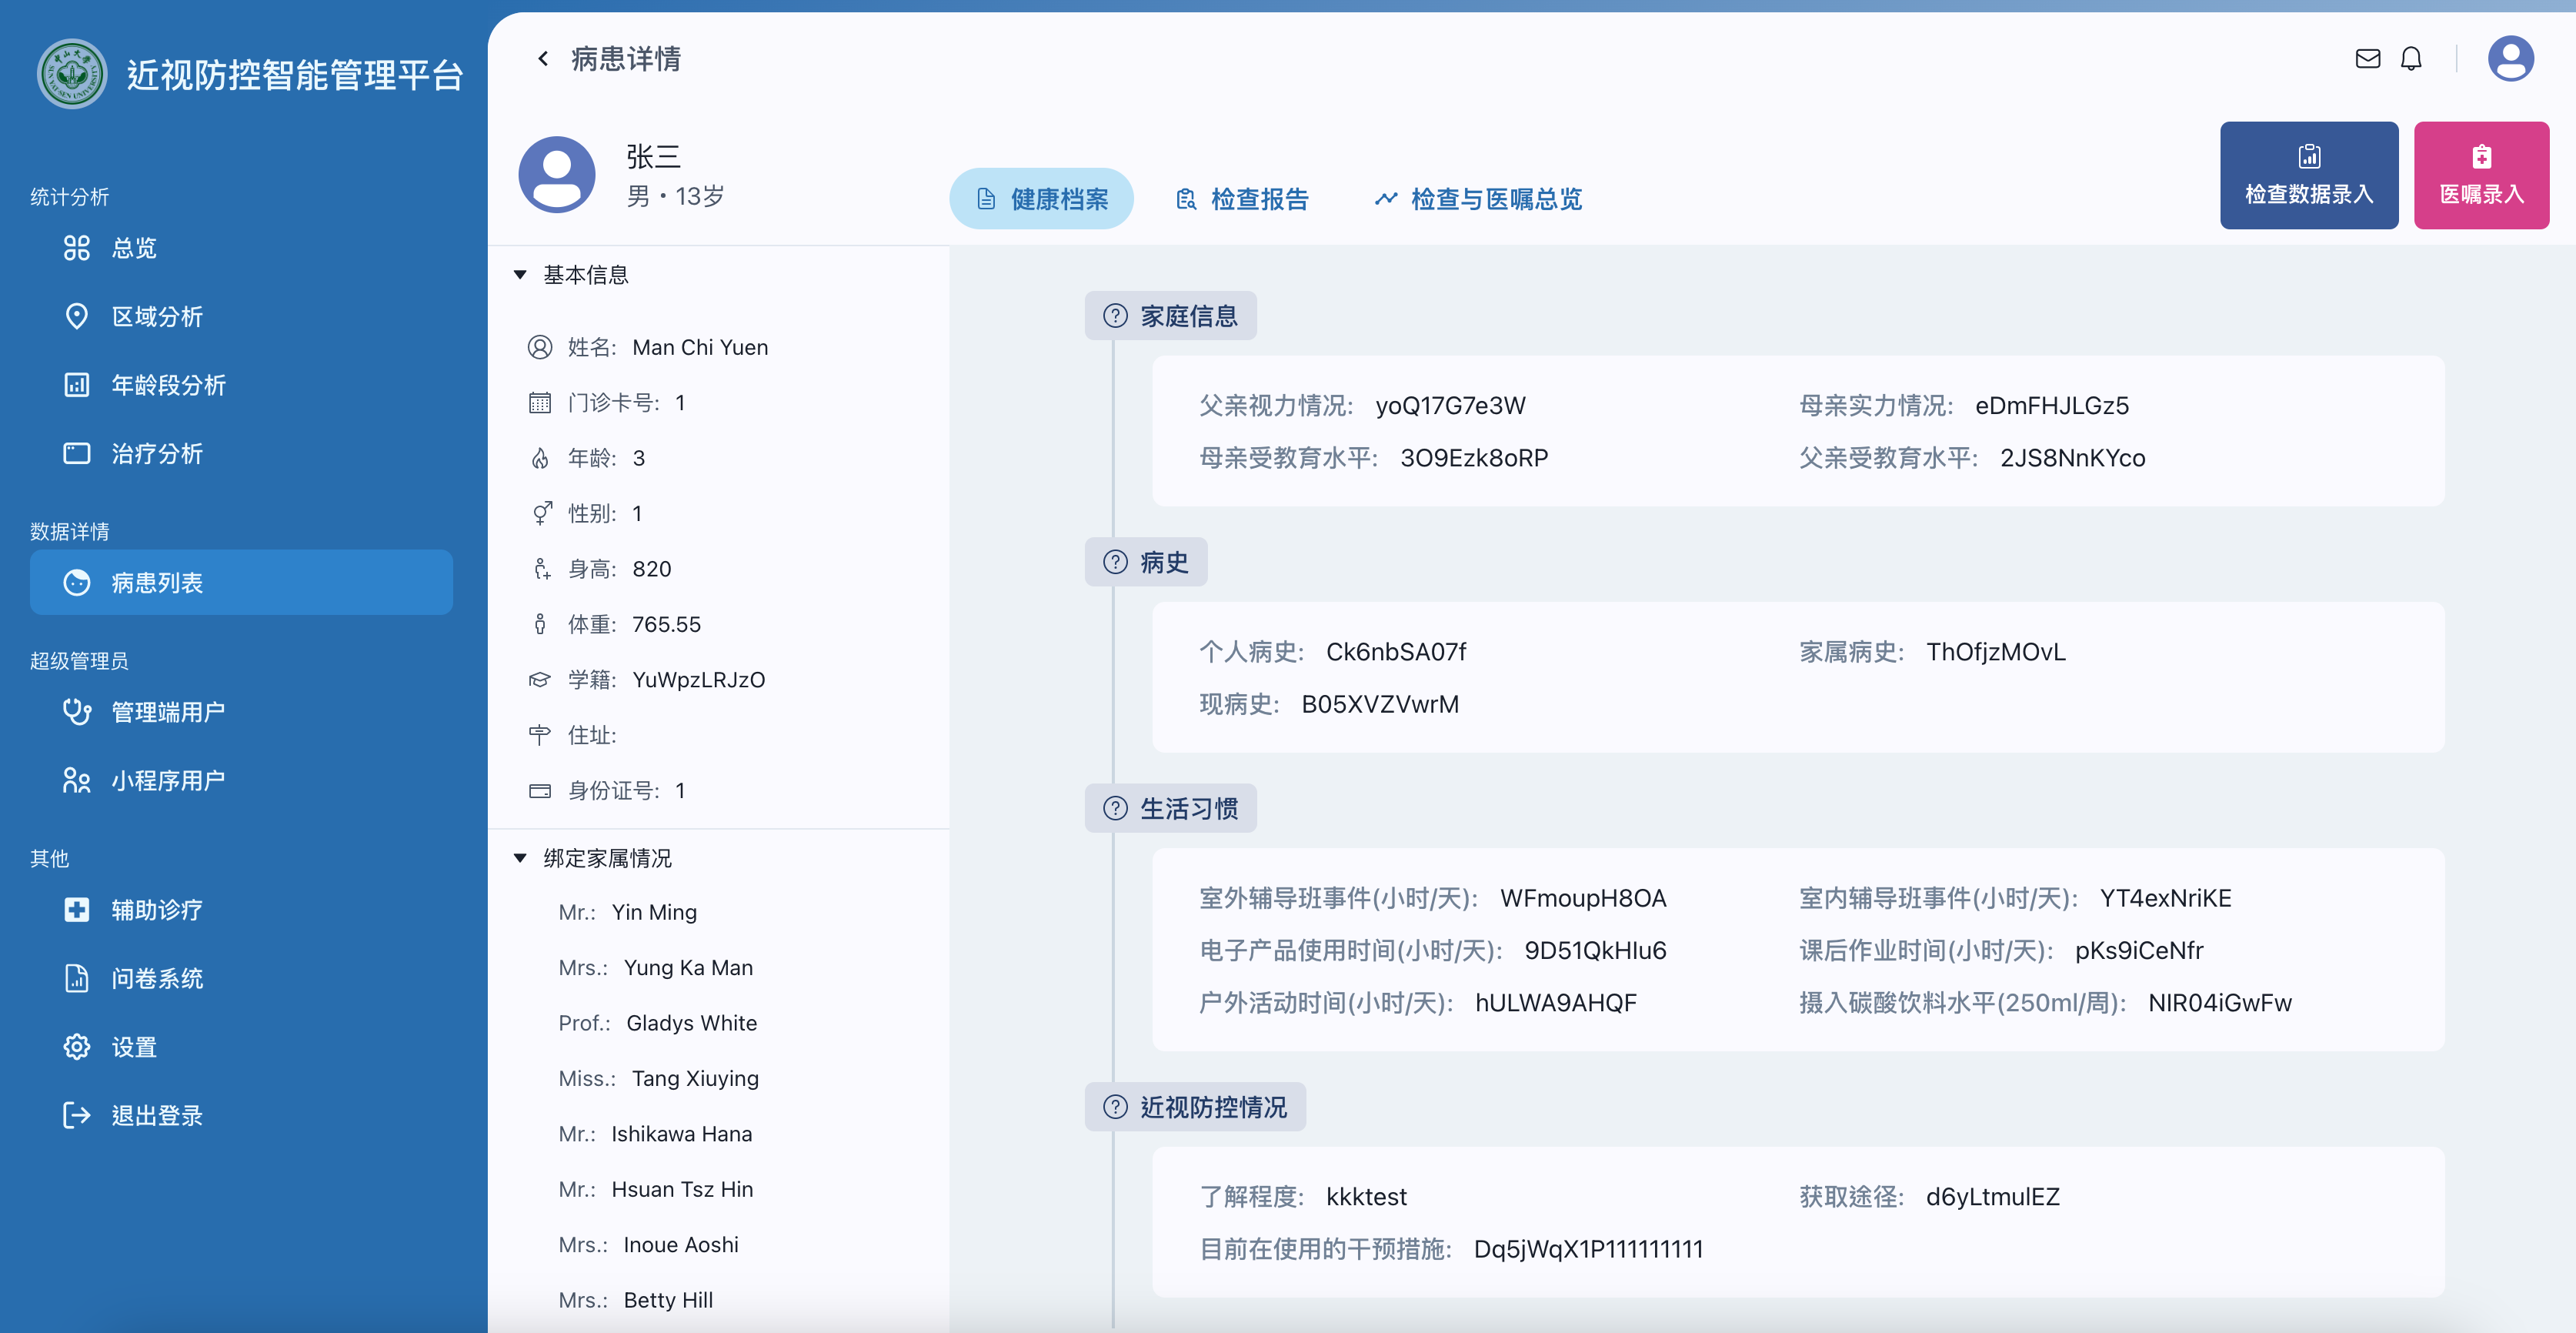 近视防控智能管理平台
统计分析
总览
区域分析
年龄段分析
治疗分析
数据详情
病患列表
超级管理员
管理端用户
小程序用户
其他
辅助诊疗
问卷系统
设置
退出登录
病患详情
张三
男・13岁
健康档案
检查报告
检查与医嘱总览
检查数据录入
医嘱录入
基本信息
姓名: Man Chi Yuen
门诊卡号: 1
年龄: 3
性别: 1
身高: 820
体重: 765.55
学籍: YuWpzLRJzO
住址:
身份证号: 1
绑定家属情况
Mr.: Yin Ming
Mrs.: Yung Ka Man
Prof.: Gladys White
Miss.: Tang Xiuying
Mr.: Ishikawa Hana
Mr.: Hsuan Tsz Hin
Mrs.: Inoue Aoshi
Mrs.: Betty Hill
家庭信息
父亲视力情况: yoQ17G7e3W
母亲实力情况: eDmFHJLGz5
母亲受教育水平: 3O9Ezk8oRP
父亲受教育水平: 2JS8NnKYco
病史
个人病史: Ck6nbSA07f
家属病史: ThOfjzMOvL
现病史: B05XVZVwrM
生活习惯
室外辅导班事件(小时/天): WFmoupH8OA
室内辅导班事件(小时/天): YT4exNriKE
电子产品使用时间(小时/天): 9D51QkHIu6
课后作业时间(小时/天): pKs9iCeNfr
户外活动时间(小时/天): hULWA9AHQF
摄入碳酸饮料水平(250ml/周): NIR04iGwFw
近视防控情况
了解程度: kkktest
获取途径: d6yLtmulEZ
目前在使用的干预措施: Dq5jWqX1P111111111